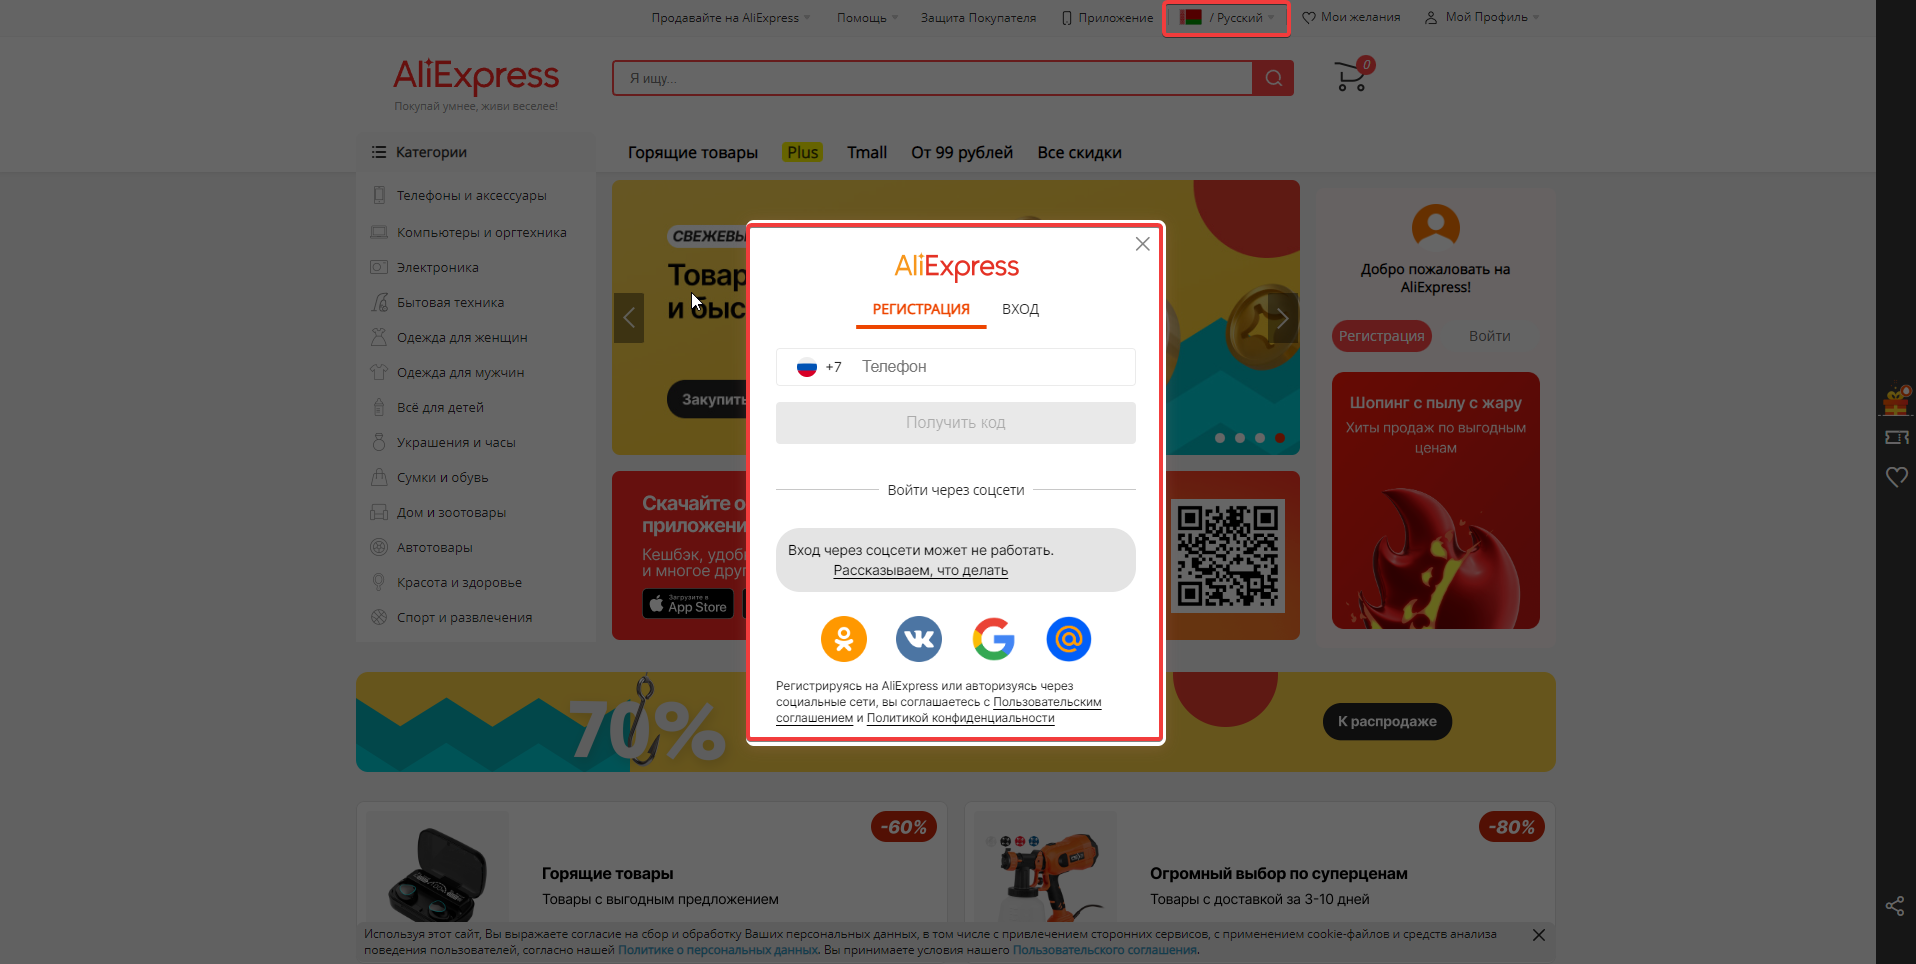 Продавайте на AliExpress
Помощь
Защита Покупателя
Приложение
/ Русский
Мои желания
Мой Профиль
AliExpress
Покупай умнее, живи веселее!
Я ищу...
0
Категории
Горящие товары
Plus
Tmall
От 99 рублей
Все скидки
Телефоны и аксессуары
Компьютеры и оргтехника
Электроника
Бытовая техника
Одежда для женщин
Одежда для мужчин
Всё для детей
Украшения и часы
Сумки и обувь
Дом и зоотовары
Автотовары
Красота и здоровье
Спорт и развлечения
СВЕЖЕВЫ
Товар
и быс
Закупить
Скачайте
приложени
Кешбэк, удоб
и многое друг
Загрузите в
App Store
AliExpress
РЕГИСТРАЦИЯ
ВХОД
+7
Телефон
Получить код
Войти через соцсети
Вход через соцсети может не работать.
Рассказываем, что делать
Регистрируясь на AliExpress или авторизуясь через
социальные сети, вы соглашаетесь с Пользовательским
соглашением и Политикой конфиденциальности
Добро пожаловать на
AliExpress!
Регистрация
Войти
Шопинг с пылу с жару
Хиты продаж по выгодным
ценам
70%
К распродаже
-60%
Горящие товары
Товары с выгодным предложением
-80%
Огромный выбор по суперценам
Товары с доставкой за 3-10 дней
Используя этот сайт, Вы выражаете согласие на сбор и обработку Ваших персональных данных, в том числе с привлечением сторонних сервисов, с применением cookie-файлов и средств анализа
поведения пользователей, согласно нашей Политике о персональных данных. Вы принимаете условия нашего Пользовательского соглашения.